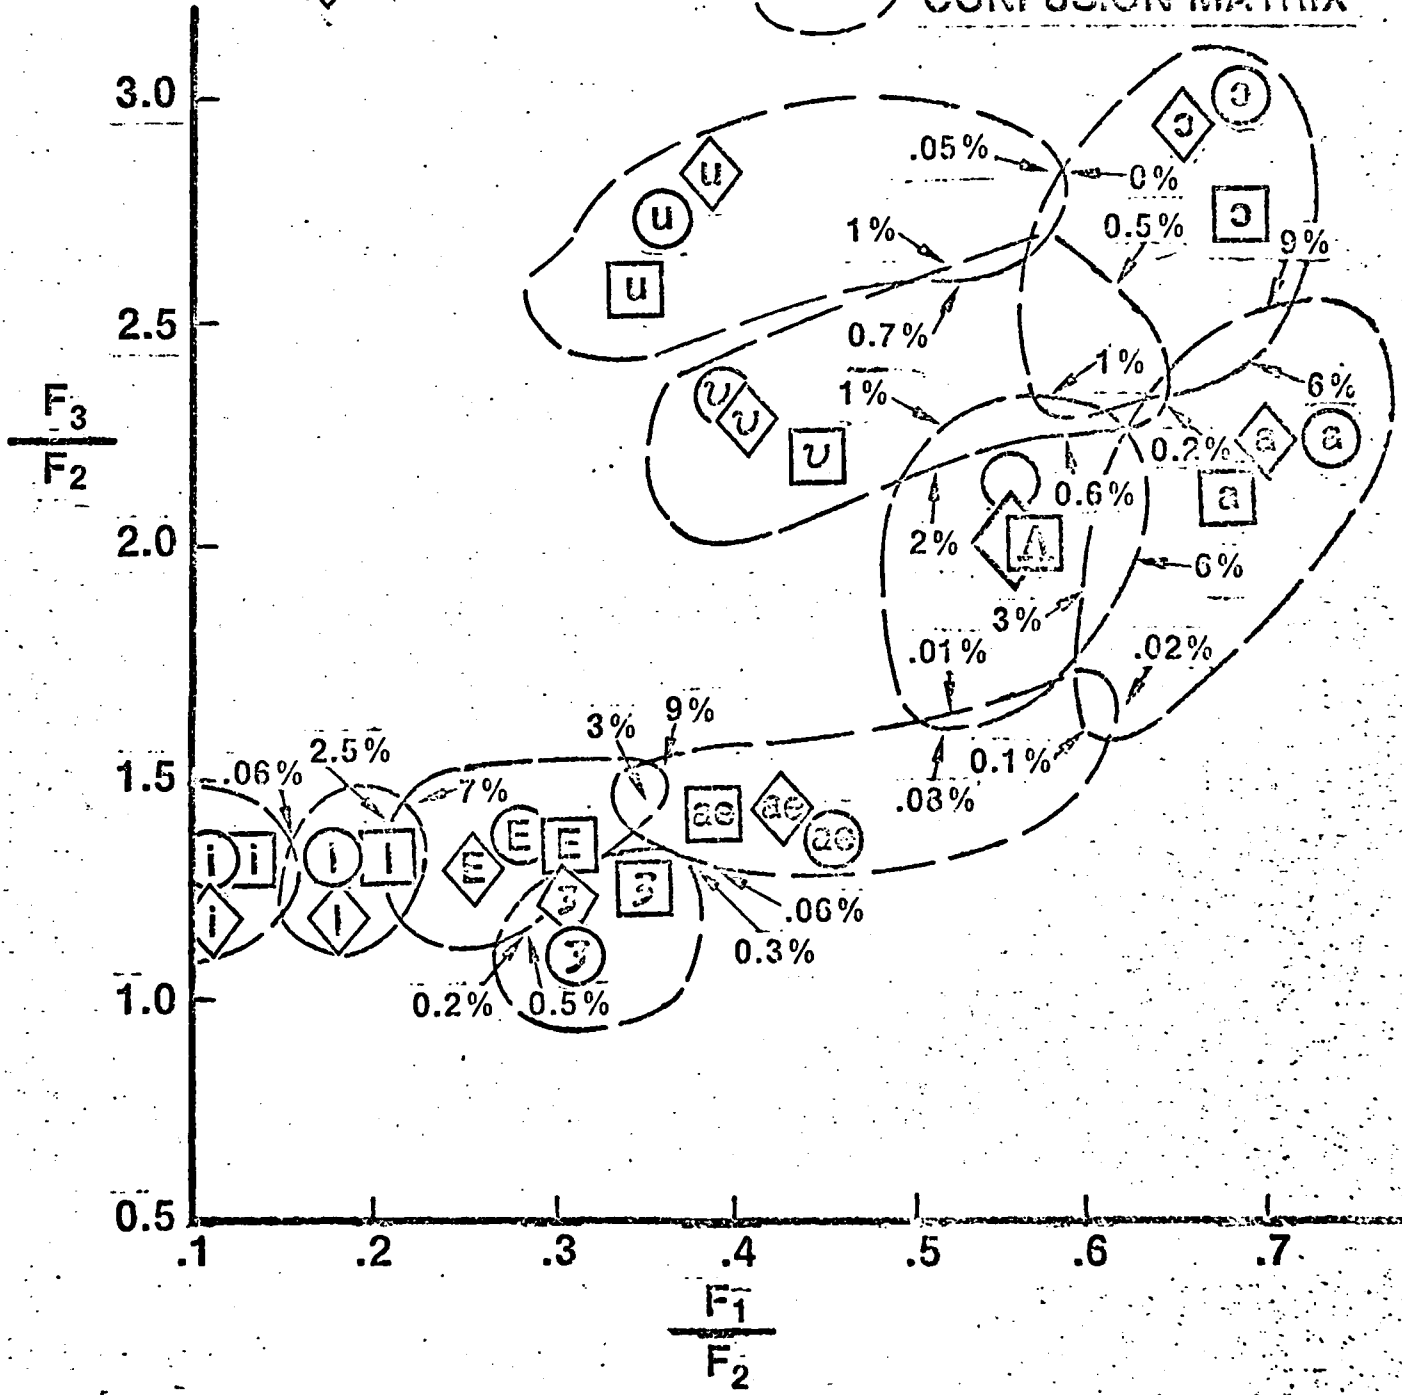 CONFUSION MATRIX
3.0
ɔ ɔ
.05%
u
0%
u
ɔ
0.5%
1%
9%
u
2.5
0.7%
1%
6%
1%
F3
F2
υ
υ
0.2%
a a
υ
0.6%
a
2.0
2%
Λ
6%
3%
.01%
.02%
9%
3%
2.5%
0.1%
1.5
.06%
7%
.03%
ae ae
ae
E E
i i i I
E
3
3
i I
.06%
3
0.3%
1.0
0.2% 0.5%
0.5
.1 .2 .3 .4 .5 .6 .7
F1
F2